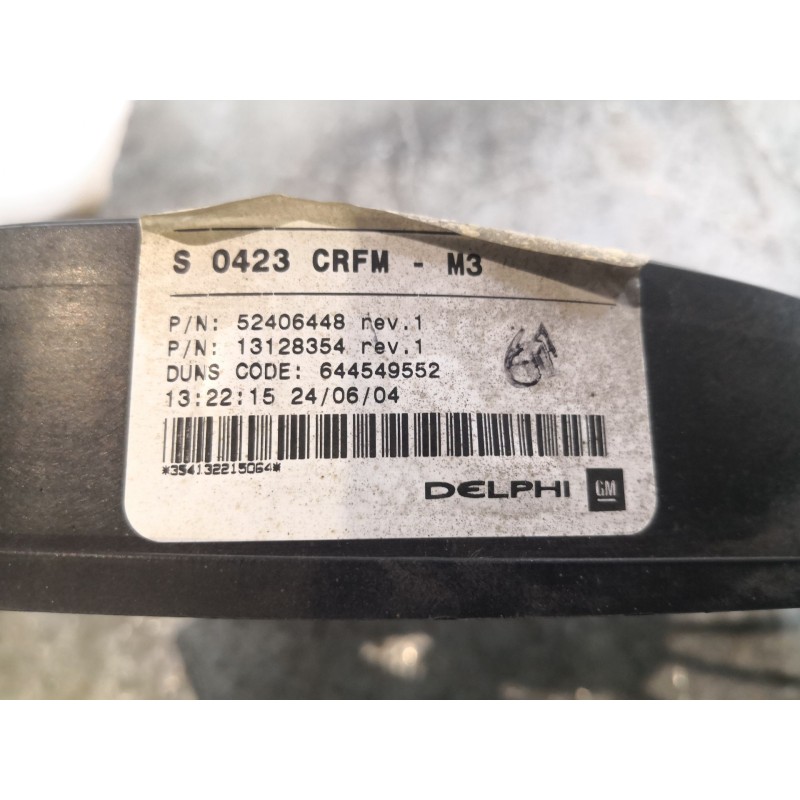 S 0423 CRFM - M3
P/N: 52406448 rev.1
P/N: 13128354 rev.1
DUNS CODE: 644549552
13:22:15 24/06/04
*354132215064*
DELPHI GM